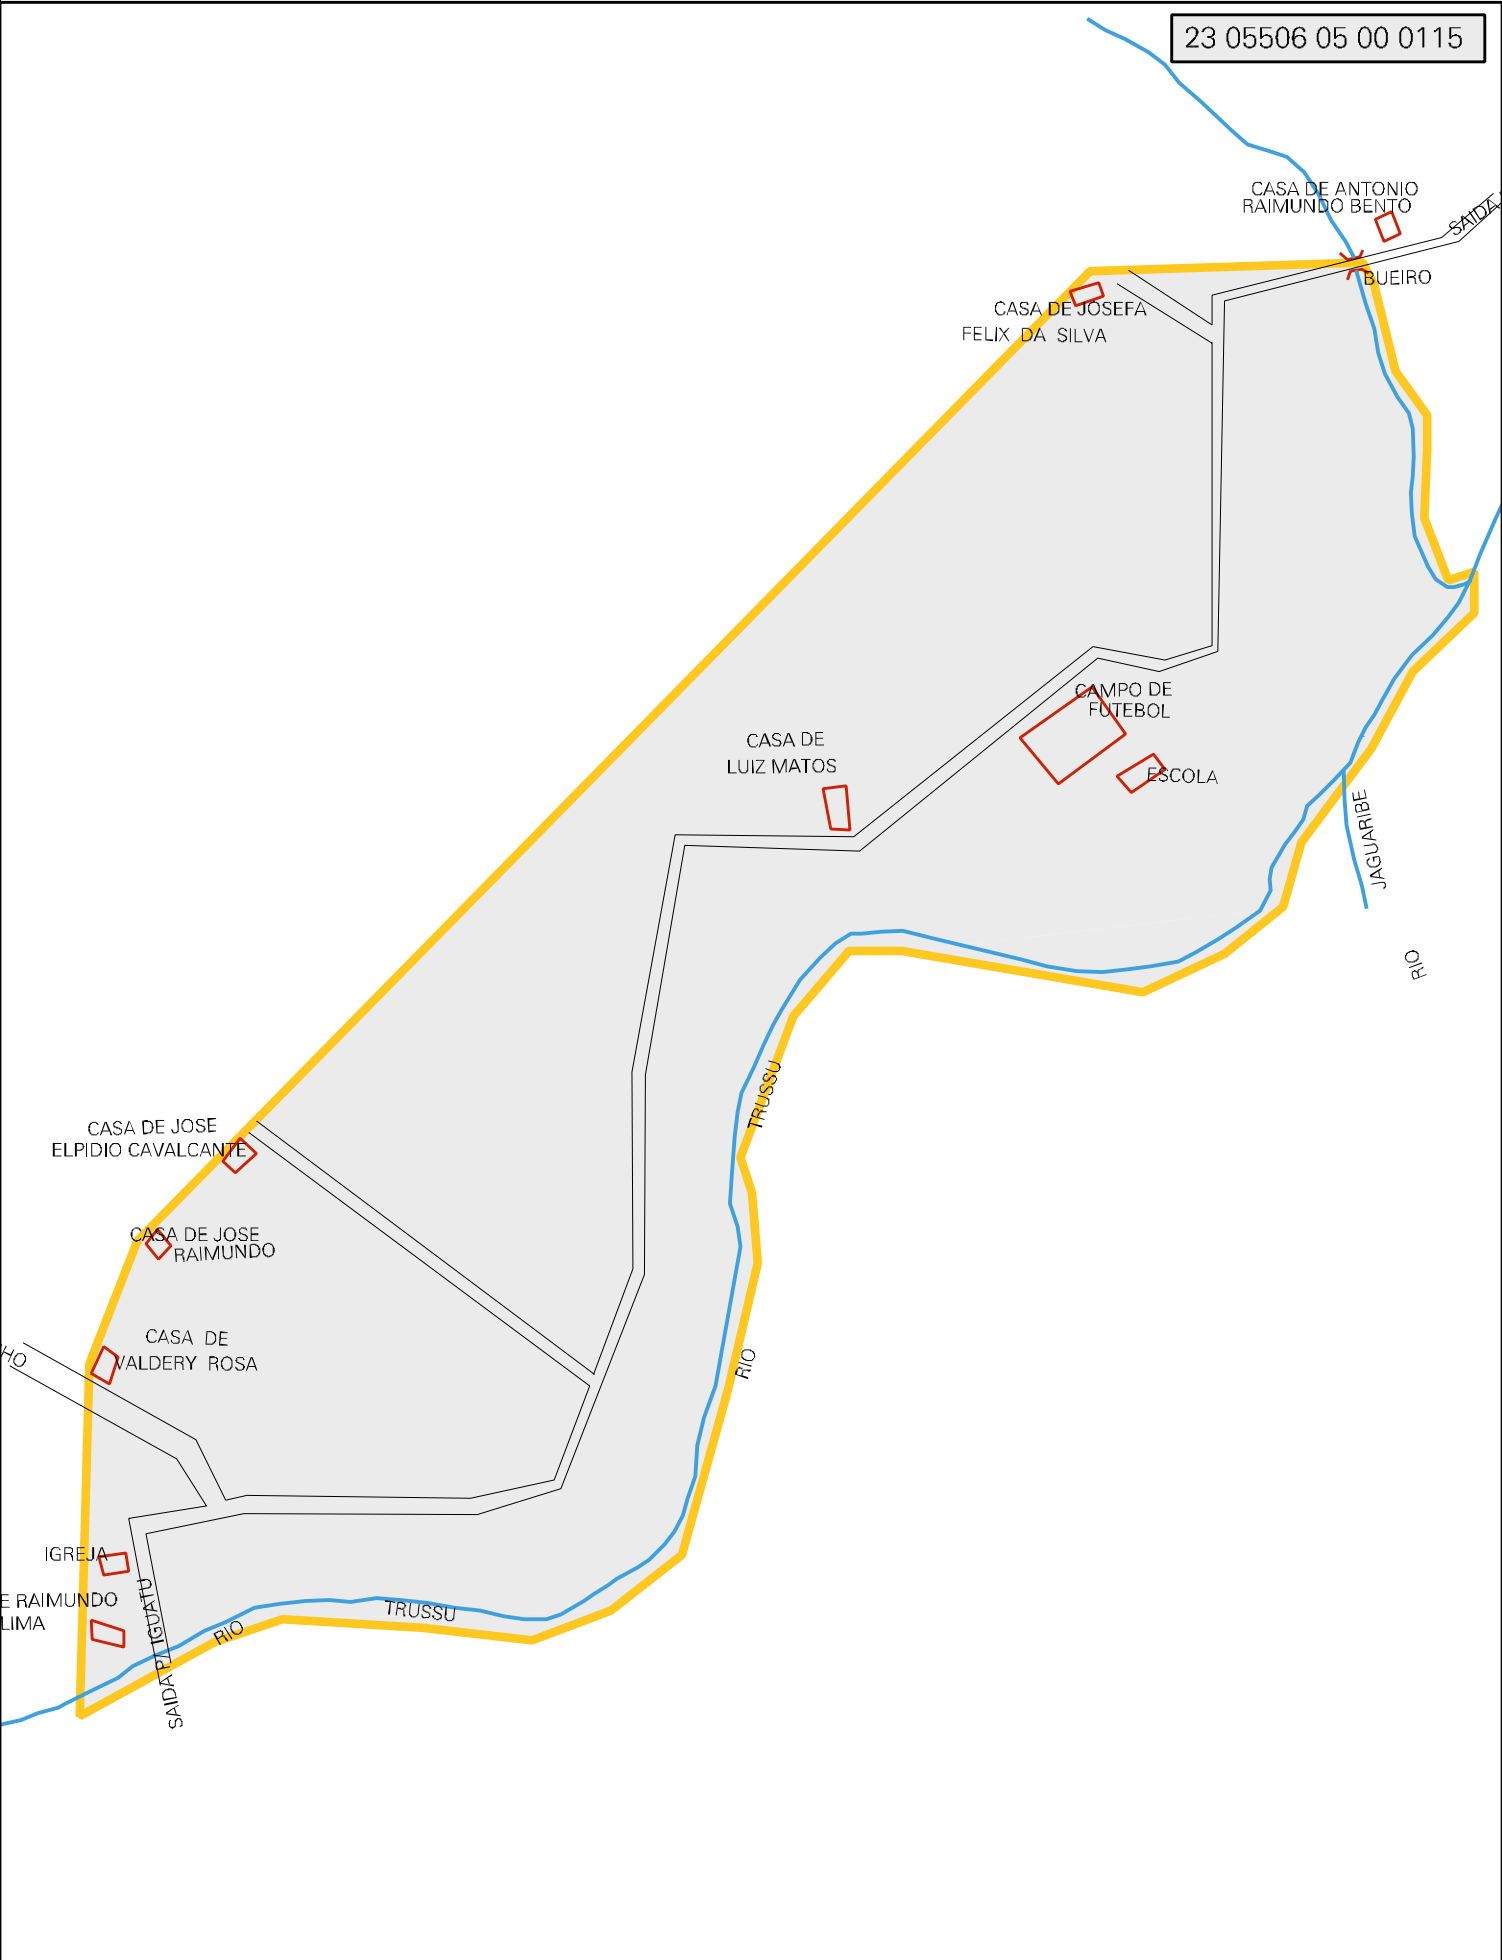 23 05506 05 00 0115
CASA DE ANTONIO
RAIMUNDO BENTO
SAIDA
BUEIRO
CASA DE JOSEFA
FELIX DA SILVA
CAMPO DE
FUTEBOL
CASA DE
LUIZ MATOS
ESCOLA
JAGUARIBE
RIO
TRUSSU
CASA DE JOSE
ELPIDIO CAVALCANTE
CASA DE JOSE
RAIMUNDO
CASA DE
VALDERY ROSA
HO
RIO
IGREJA
E RAIMUNDO
LIMA
SAIDA P/ IGUATU
RIO
TRUSSU